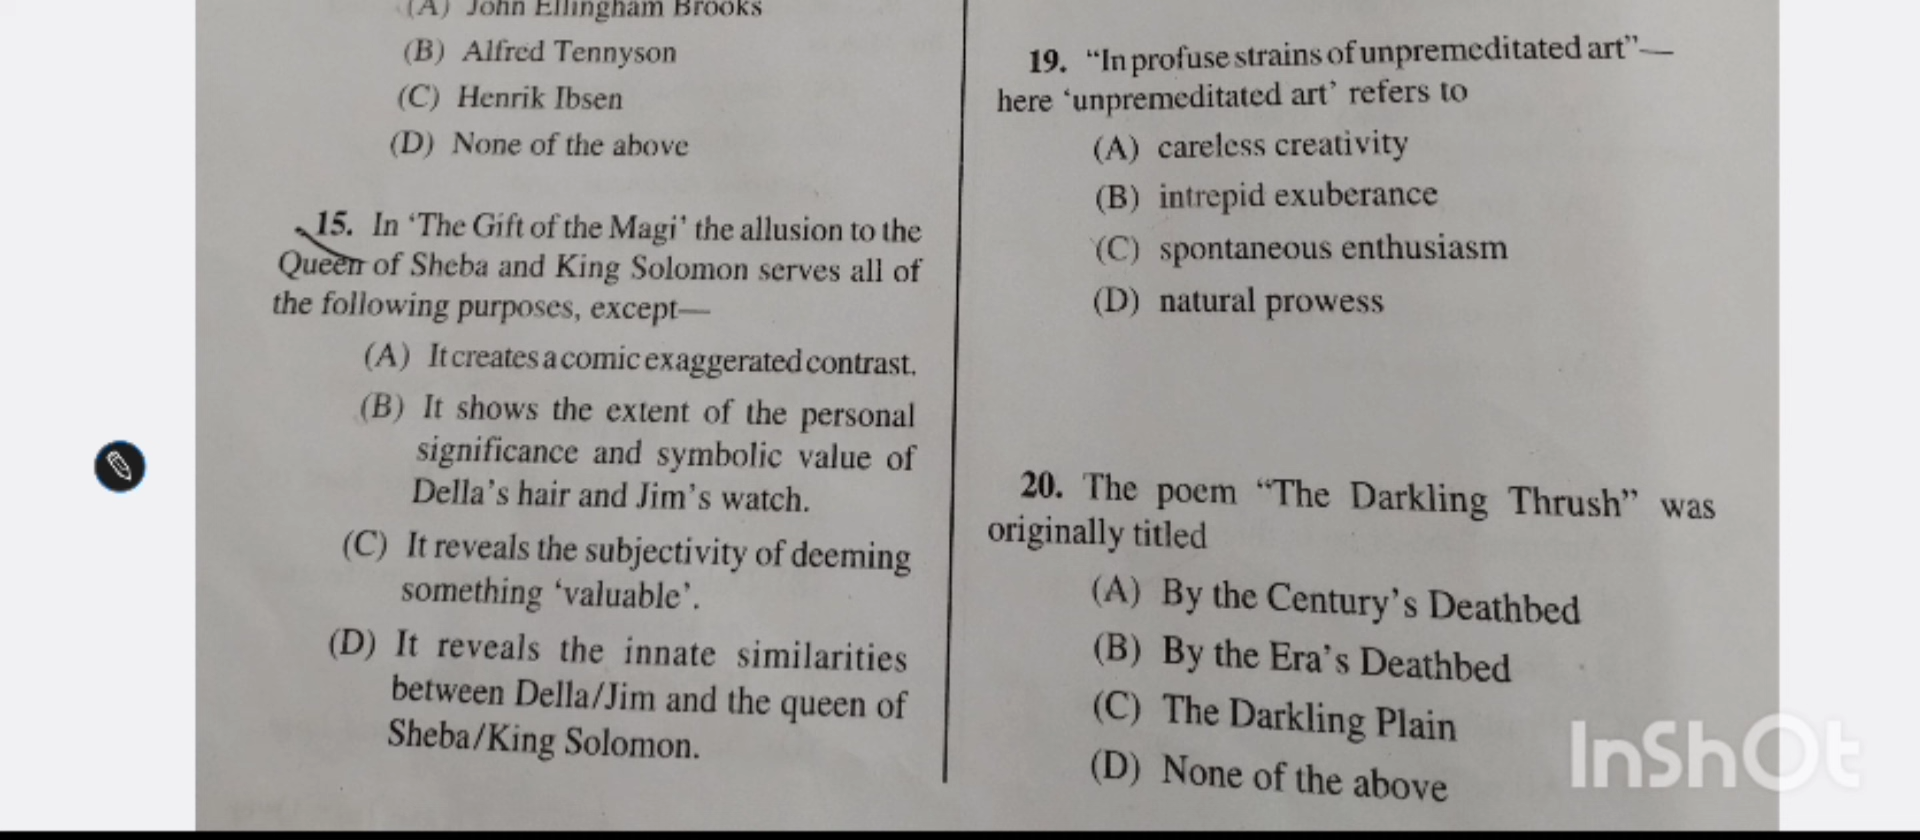 (A) John Ellingham Brooks
(B) Alfred Tennyson
(C) Henrik Ibsen
(D) None of the above
15. In ‘The Gift of the Magi’ the allusion to the
Queen of Sheba and King Solomon serves all of
the following purposes, except—
(A) It creates a comic exaggerated contrast.
(B) It shows the extent of the personal
significance and symbolic value of
Della’s hair and Jim’s watch.
(C) It reveals the subjectivity of deeming
something ‘valuable’.
(D) It reveals the innate similarities
between Della/Jim and the queen of
Sheba/King Solomon.
19. “In profuse strains of unpremeditated art”—
here ‘unpremeditated art’ refers to
(A) careless creativity
(B) intrepid exuberance
(C) spontaneous enthusiasm
(D) natural prowess
20. The poem “The Darkling Thrush” was
originally titled
(A) By the Century’s Deathbed
(B) By the Era’s Deathbed
(C) The Darkling Plain
(D) None of the above
InShOt